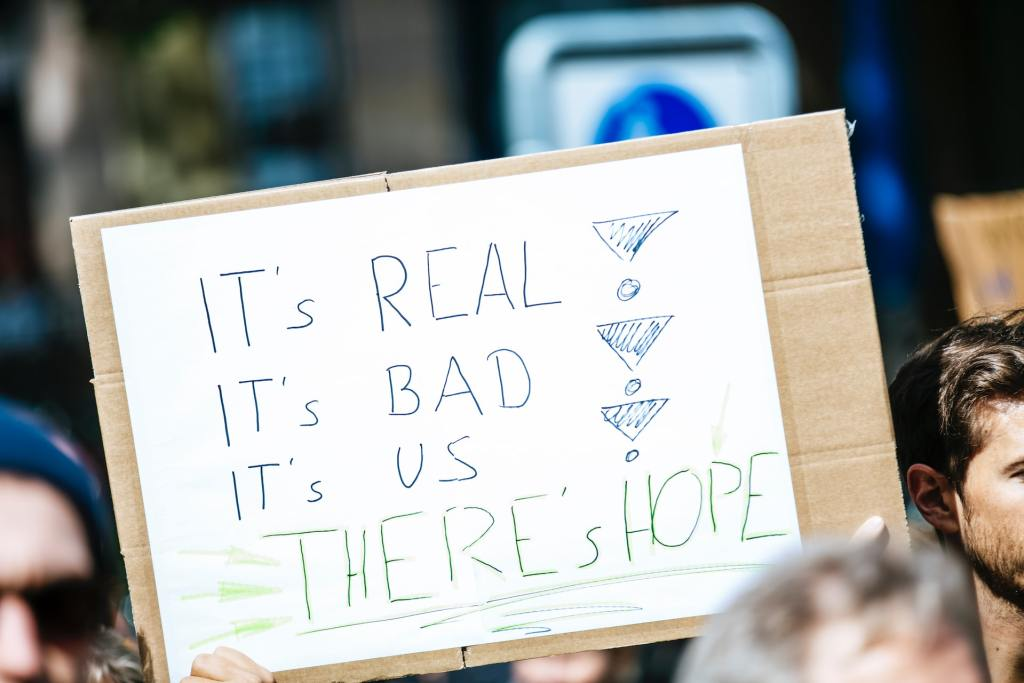 IT's REAL !
IT's BAD !
IT's US !
THERE's HOPE